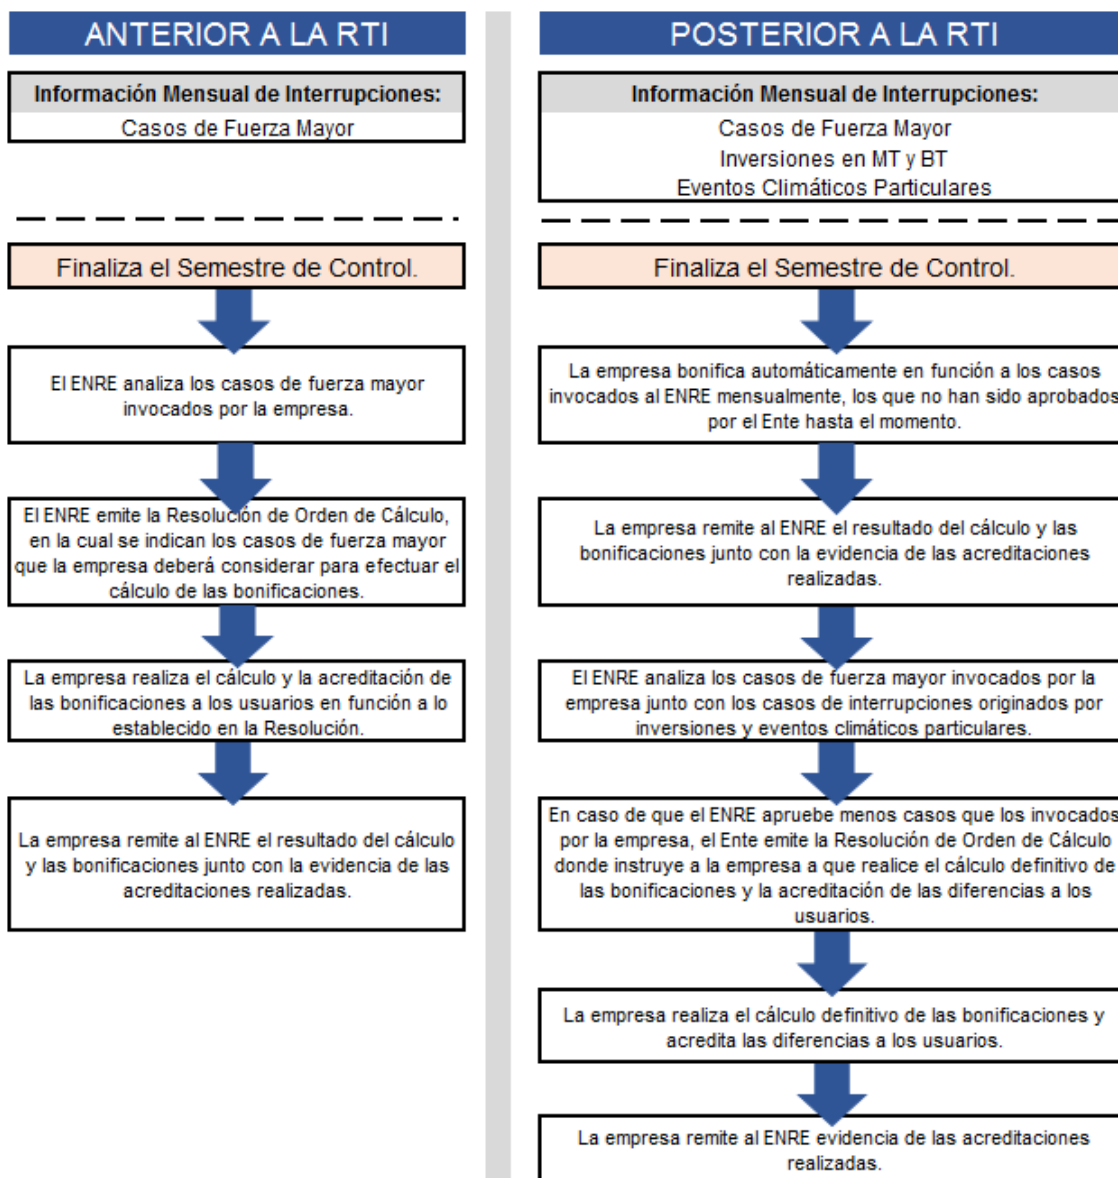 ANTERIOR A LA RTI
Información Mensual de Interrupciones:
Casos de Fuerza Mayor
Finaliza el Semestre de Control.
El ENRE analiza los casos de fuerza mayor
invocados por la empresa.
El ENRE emite la Resolución de Orden de Cálculo,
en la cual se indican los casos de fuerza mayor
que la empresa deberá considerar para efectuar el
cálculo de las bonificaciones.
La empresa realiza el cálculo y la acreditación de
las bonificaciones a los usuarios en función a lo
establecido en la Resolución.
La empresa remite al ENRE el resultado del cálculo
y las bonificaciones junto con la evidencia de las
acreditaciones realizadas.
POSTERIOR A LA RTI
Información Mensual de Interrupciones:
Casos de Fuerza Mayor
Inversiones en MT y BT
Eventos Climáticos Particulares
Finaliza el Semestre de Control.
La empresa bonifica automáticamente en función a los casos
invocados al ENRE mensualmente, los que no han sido aprobados
por el Ente hasta el momento.
La empresa remite al ENRE el resultado del cálculo y las
bonificaciones junto con la evidencia de las acreditaciones
realizadas.
El ENRE analiza los casos de fuerza mayor invocados por la
empresa junto con los casos de interrupciones originados por
inversiones y eventos climáticos particulares.
En caso de que el ENRE apruebe menos casos que los invocados
por la empresa, el Ente emite la Resolución de Orden de Cálculo
donde instruye a la empresa a que realice el cálculo definitivo de
las bonificaciones y la acreditación de las diferencias a los
usuarios.
La empresa realiza el cálculo definitivo de las bonificaciones y
acredita las diferencias a los usuarios.
La empresa remite al ENRE evidencia de las acreditaciones
realizadas.